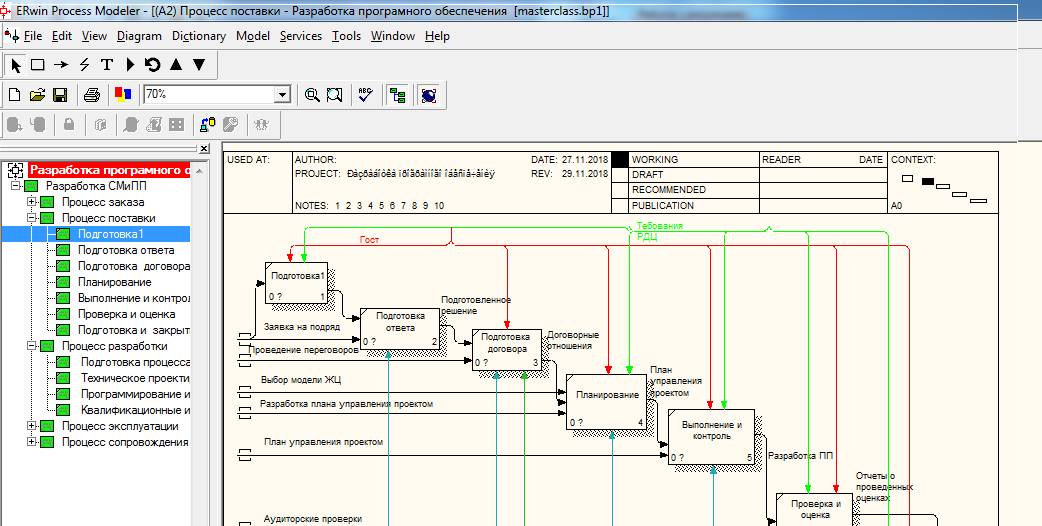 ERwin Process Modeler - [(A2) Процесс поставки - Разработка програмного обеспечения [masterclass.bp1]]
File Edit View Diagram Dictionary Model Services Tools Window Help
T
70%
ABC
Разработка програмного о
Разработка СМиПП
Процесс заказа
Процесс поставки
Подготовка1
Подготовка ответа
Подготовка договора
Планирование
Выполнение и контрол
Проверка и оценка
Подготовка и закрыт
Процесс разработки
Подготовка процесса
Техническое проекти
Программирование и
Квалификационные и
Процесс эксплуатации
Процесс сопровождения
USED AT:
AUTHOR:
DATE: 27.11.2018
PROJECT: Ðàçðàáîòêà ïðîãðàìíîãî îáåñïå÷åíèÿ
REV: 29.11.2018
NOTES: 1 2 3 4 5 6 7 8 9 10
WORKING
DRAFT
RECOMMENDED
PUBLICATION
READER DATE
CONTEXT:
A0
Тебования
РДЦ
Гост
Подготовка1
0 ? 1
Заявка на подряд
Подготовка
ответа
0 ? 2
Подготовленное
решение
Проведение переговоров
Подготовка
договора
0 ? 3
Договорные
отношения
Выбор модели ЖЦ
Разработка плана управления проектом
Планирование
0 ? 4
План
управления
проектом
План управления проектом
Выполнение и
контроль
0 ? 5
Разработка ПП
Отчеты о
проведенных
оценках
Проверка и
оценка
Аудиторские проверки